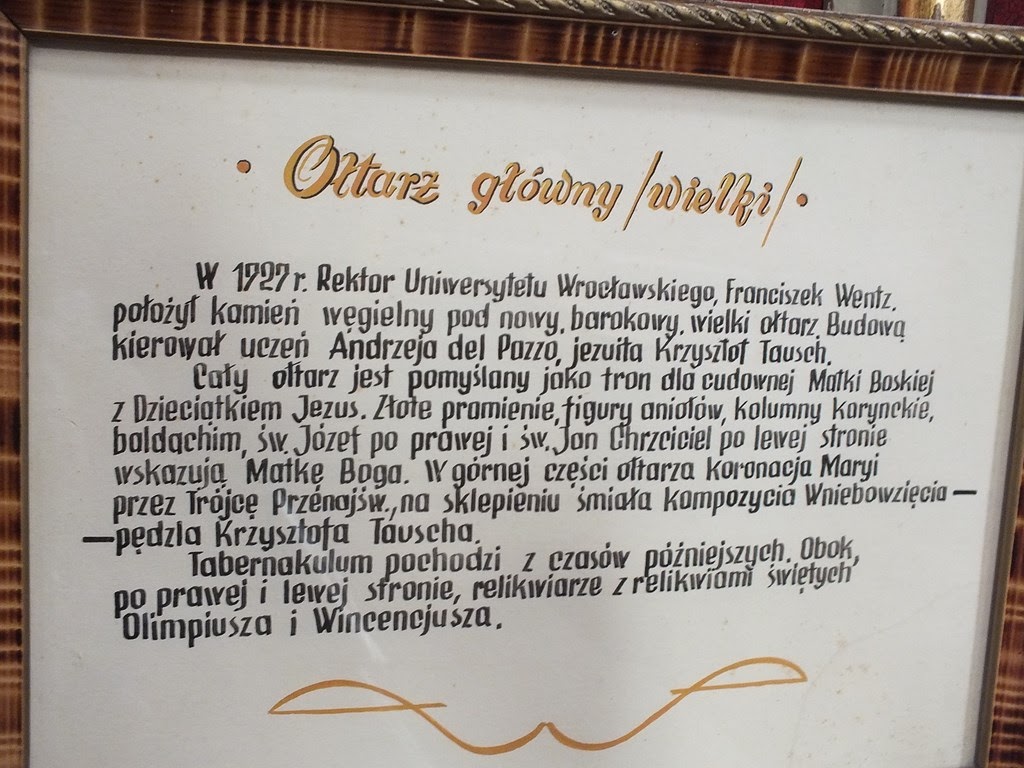 · Ołtarz główny /wielki/ ·
W 1727 r. Rektor Uniwersytetu Wrocławskiego, Franciszek Wentz.
położył kamień węgielny pod nowy, barokowy, wielki ołtarz. Budową
kierował uczeń Andrzeja del Pozzo, jezuita Krzysztof Tausch.
Cały ołtarz jest pomyślany jako tron dla cudownej Matki Boskiej
z Dzieciątkiem Jezus. Złote promienie, figury aniołów, kolumny korynckie,
baldachim, św. Józef po prawej i św. Jan Chrzciciel po lewej stronie
wskazują Matkę Boga. W górnej części ołtarza koronacja Maryi
przez Trójcę Przenajśw., na sklepieniu śmiała kompozycia Wniebowzięcia —
— pędzla Krzysztofa Tauscha.
Tabernakulum pochodzi z czasów późniejszych. Obok,
po prawej i lewej stronie, relikwiarze z relikwiami świętych
Olimpiusza i Wincencjusza.